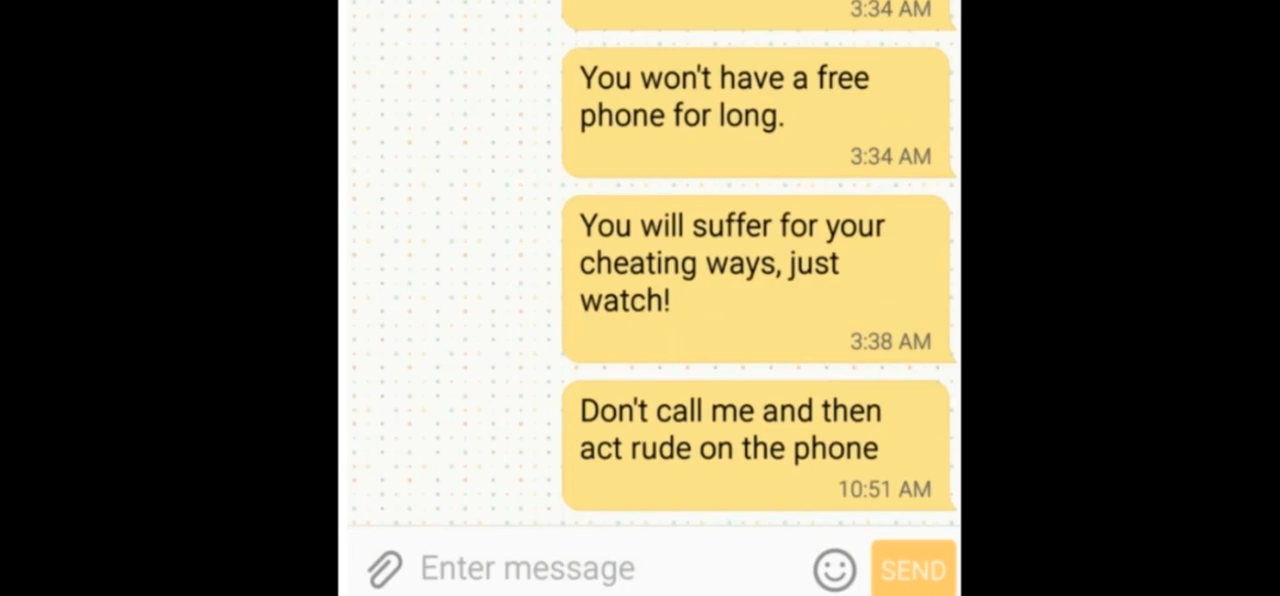 3:34 AM
You won't have a free
phone for long.
3:34 AM
You will suffer for your
cheating ways, just
watch!
3:38 AM
Don't call me and then
act rude on the phone
10:51 AM
Enter message
SEND